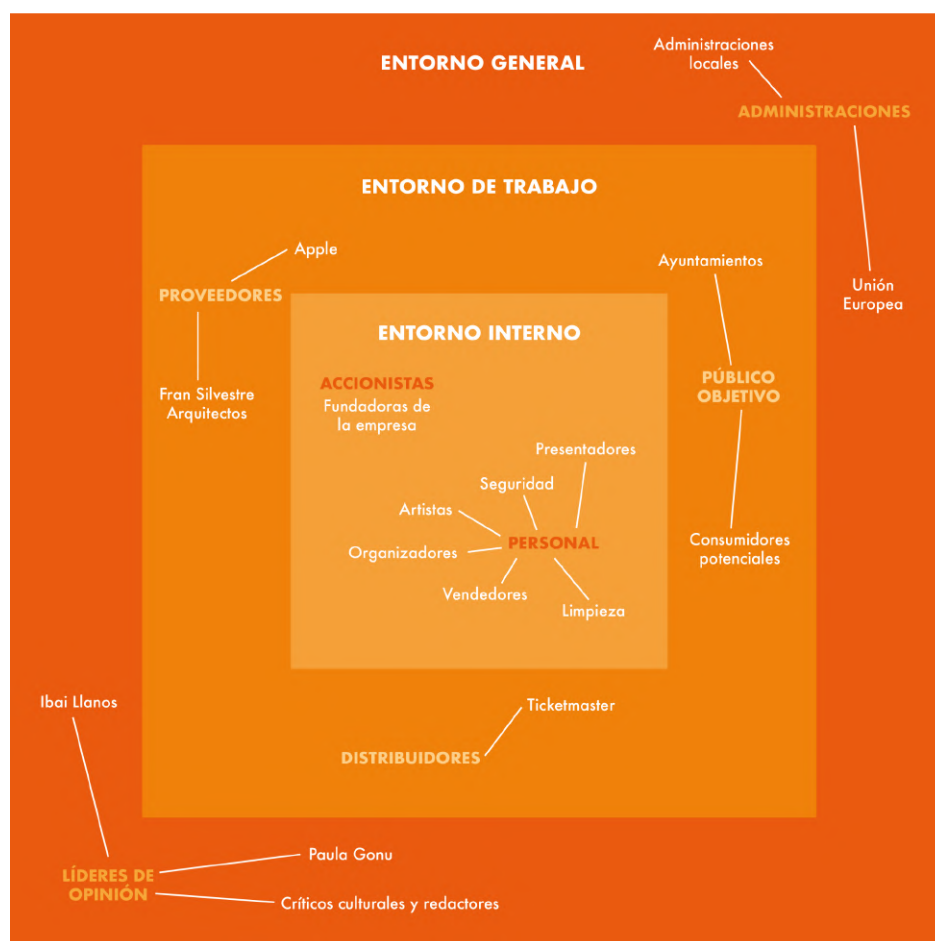 ENTORNO GENERAL
Administraciones
locales
ADMINISTRACIONES
Unión
Europea
ENTORNO DE TRABAJO
Apple
PROVEEDORES
Fran Silvestre
Arquitectos
Ayuntamientos
PÚBLICO
OBJETIVO
Consumidores
potenciales
ENTORNO INTERNO
ACCIONISTAS
Fundadoras de
la empresa
Presentadores
Seguridad
Artistas
Organizadores
PERSONAL
Vendedores
Limpieza
Ticketmaster
DISTRIBUIDORES
Ibai Llanos
LÍDERES DE
OPINIÓN
Paula Gonu
Críticos culturales y redactores